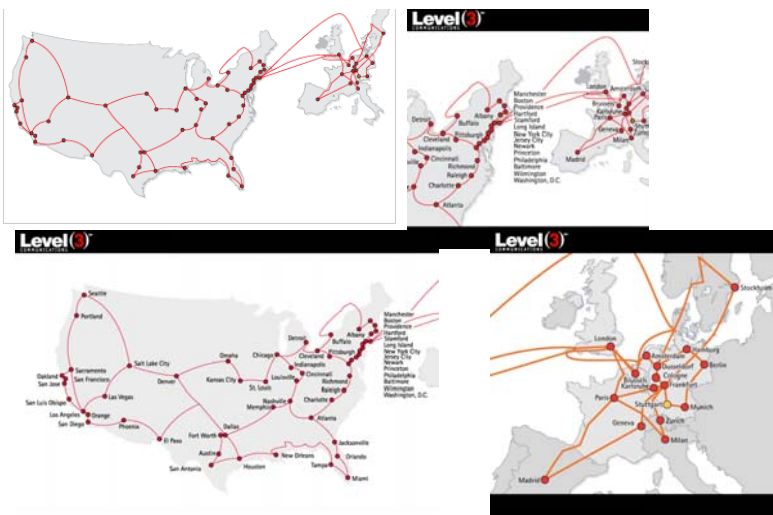 Level(3)™
COMMUNICATIONS
Detroit
Buffalo
Albany
Cleveland
Pittsburgh
Indianapolis
ville
Cincinnati
Richmond
Raleigh
Charlotte
Atlanta
Manchester
Boston
Providence
Hartford
Stamford
Long Island
New York City
Jersey City
Newark
Princeton
Philadelphia
Baltimore
Wilmington
Washington, D.C.
London
Amsterdam
Stock
Brussels
Karlsruhe
Paris
Geneva
Milan
Madrid
Level(3)™
COMMUNICATIONS
Seattle
Portland
Sacramento
Oakland
San Francisco
San Jose
San Luis Obispo
Los Angeles
Orange
San Diego
Las Vegas
Salt Lake City
Phoenix
El Paso
Denver
Omaha
Kansas City
St. Louis
Chicago
Detroit
Cleveland
Buffalo
Albany
Pittsburgh
Indianapolis
Cincinnati
Louisville
Richmond
Raleigh
Nashville
Charlotte
Memphis
Atlanta
Dallas
Fort Worth
Austin
San Antonia
Houston
New Orleans
Jacksonville
Orlando
Tampa
Miami
Manchester
Boston
Providence
Hartford
Stamford
Long Island
New York City
Jersey City
Newark
Princeton
Philadelphia
Baltimore
Wilmington
Washington
D.C.
Level(3)™
COMMUNICATIONS
Stockholm
London
Hamburg
Amsterdam
Berlin
Dusseldorf
Cologne
Brussels
Frankfurt
Karlsruhe
Paris
Stuttgart
Munich
Zurich
Geneva
Milan
Madrid